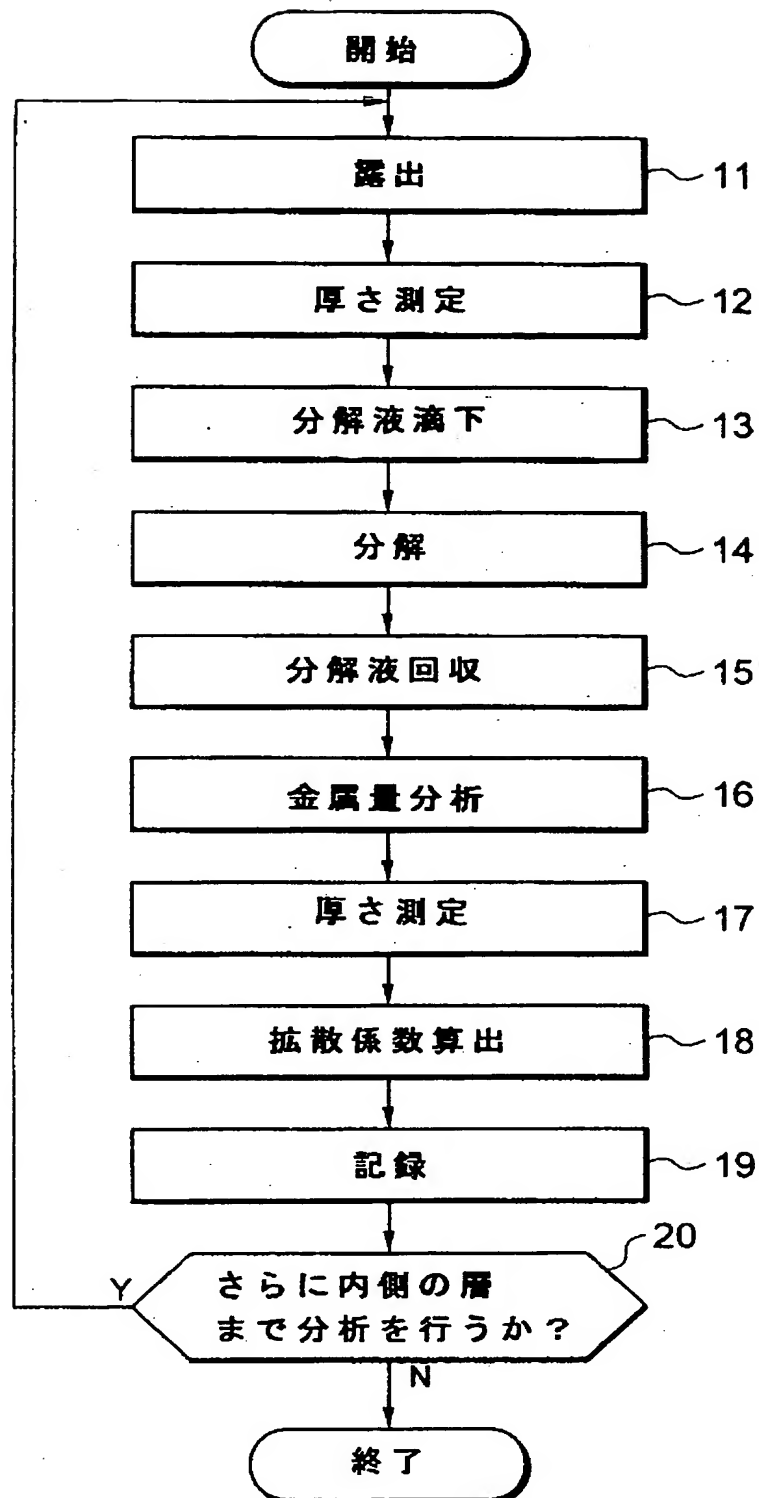 開始
露出
11
厚さ測定
12
分解液滴下
13
分解
14
分解液回収
15
金属量分析
16
厚さ測定
17
拡散係数算出
18
記録
19
20
Y
さらに内側の層
まで分析を行うか?
N
終了